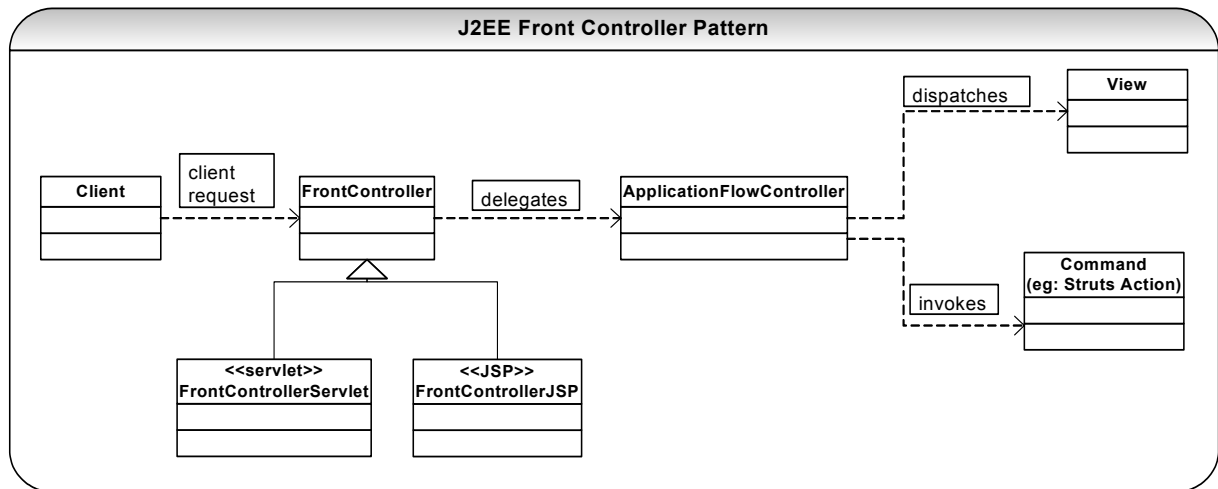 J2EE Front Controller Pattern
dispatches
View
Client
client
request
FrontController
delegates
ApplicationFlowController
invokes
Command
(eg: Struts Action)
<<servlet>>
FrontControllerServlet
<<JSP>>
FrontControllerJSP